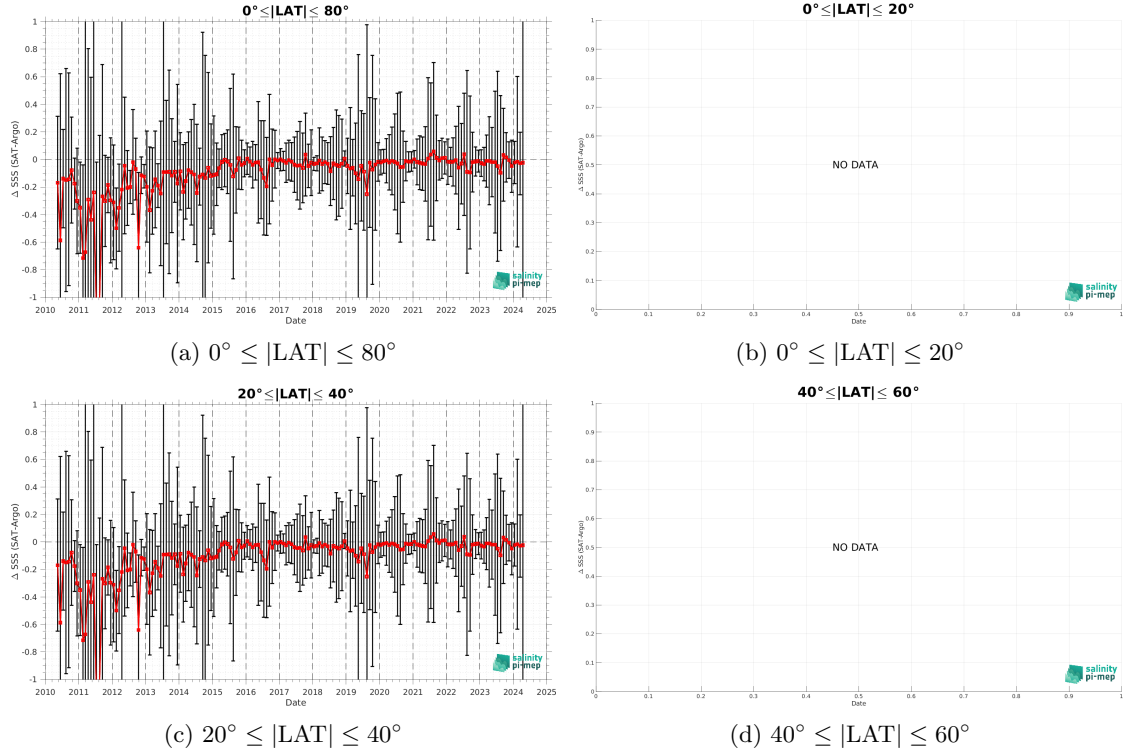 0°≤|LAT|≤ 80°
Δ SSS (SAT-Argo)
1
0.8
0.6
0.4
0.2
0
-0.2
-0.4
-0.6
-0.8
-1
2010 2011 2012 2013 2014 2015 2016 2017 2018 2019 2020 2021 2022 2023 2024 2025
Date
salinity
pi-mep
(a) 0° ≤ |LAT| ≤ 80°
0°≤|LAT|≤ 20°
Δ SSS (SAT-Argo)
1
0.9
0.8
0.7
0.6
0.5
0.4
0.3
0.2
0.1
0
NO DATA
0 0.1 0.2 0.3 0.4 0.5 0.6 0.7 0.8 0.9 1
Date
salinity
pi-mep
(b) 0° ≤ |LAT| ≤ 20°
20°≤|LAT|≤ 40°
Δ SSS (SAT-Argo)
1
0.8
0.6
0.4
0.2
0
-0.2
-0.4
-0.6
-0.8
-1
2010 2011 2012 2013 2014 2015 2016 2017 2018 2019 2020 2021 2022 2023 2024 2025
Date
salinity
pi-mep
(c) 20° ≤ |LAT| ≤ 40°
40°≤|LAT|≤ 60°
Δ SSS (SAT-Argo)
1
0.9
0.8
0.7
0.6
0.5
0.4
0.3
0.2
0.1
0
NO DATA
0 0.1 0.2 0.3 0.4 0.5 0.6 0.7 0.8 0.9 1
Date
salinity
pi-mep
(d) 40° ≤ |LAT| ≤ 60°